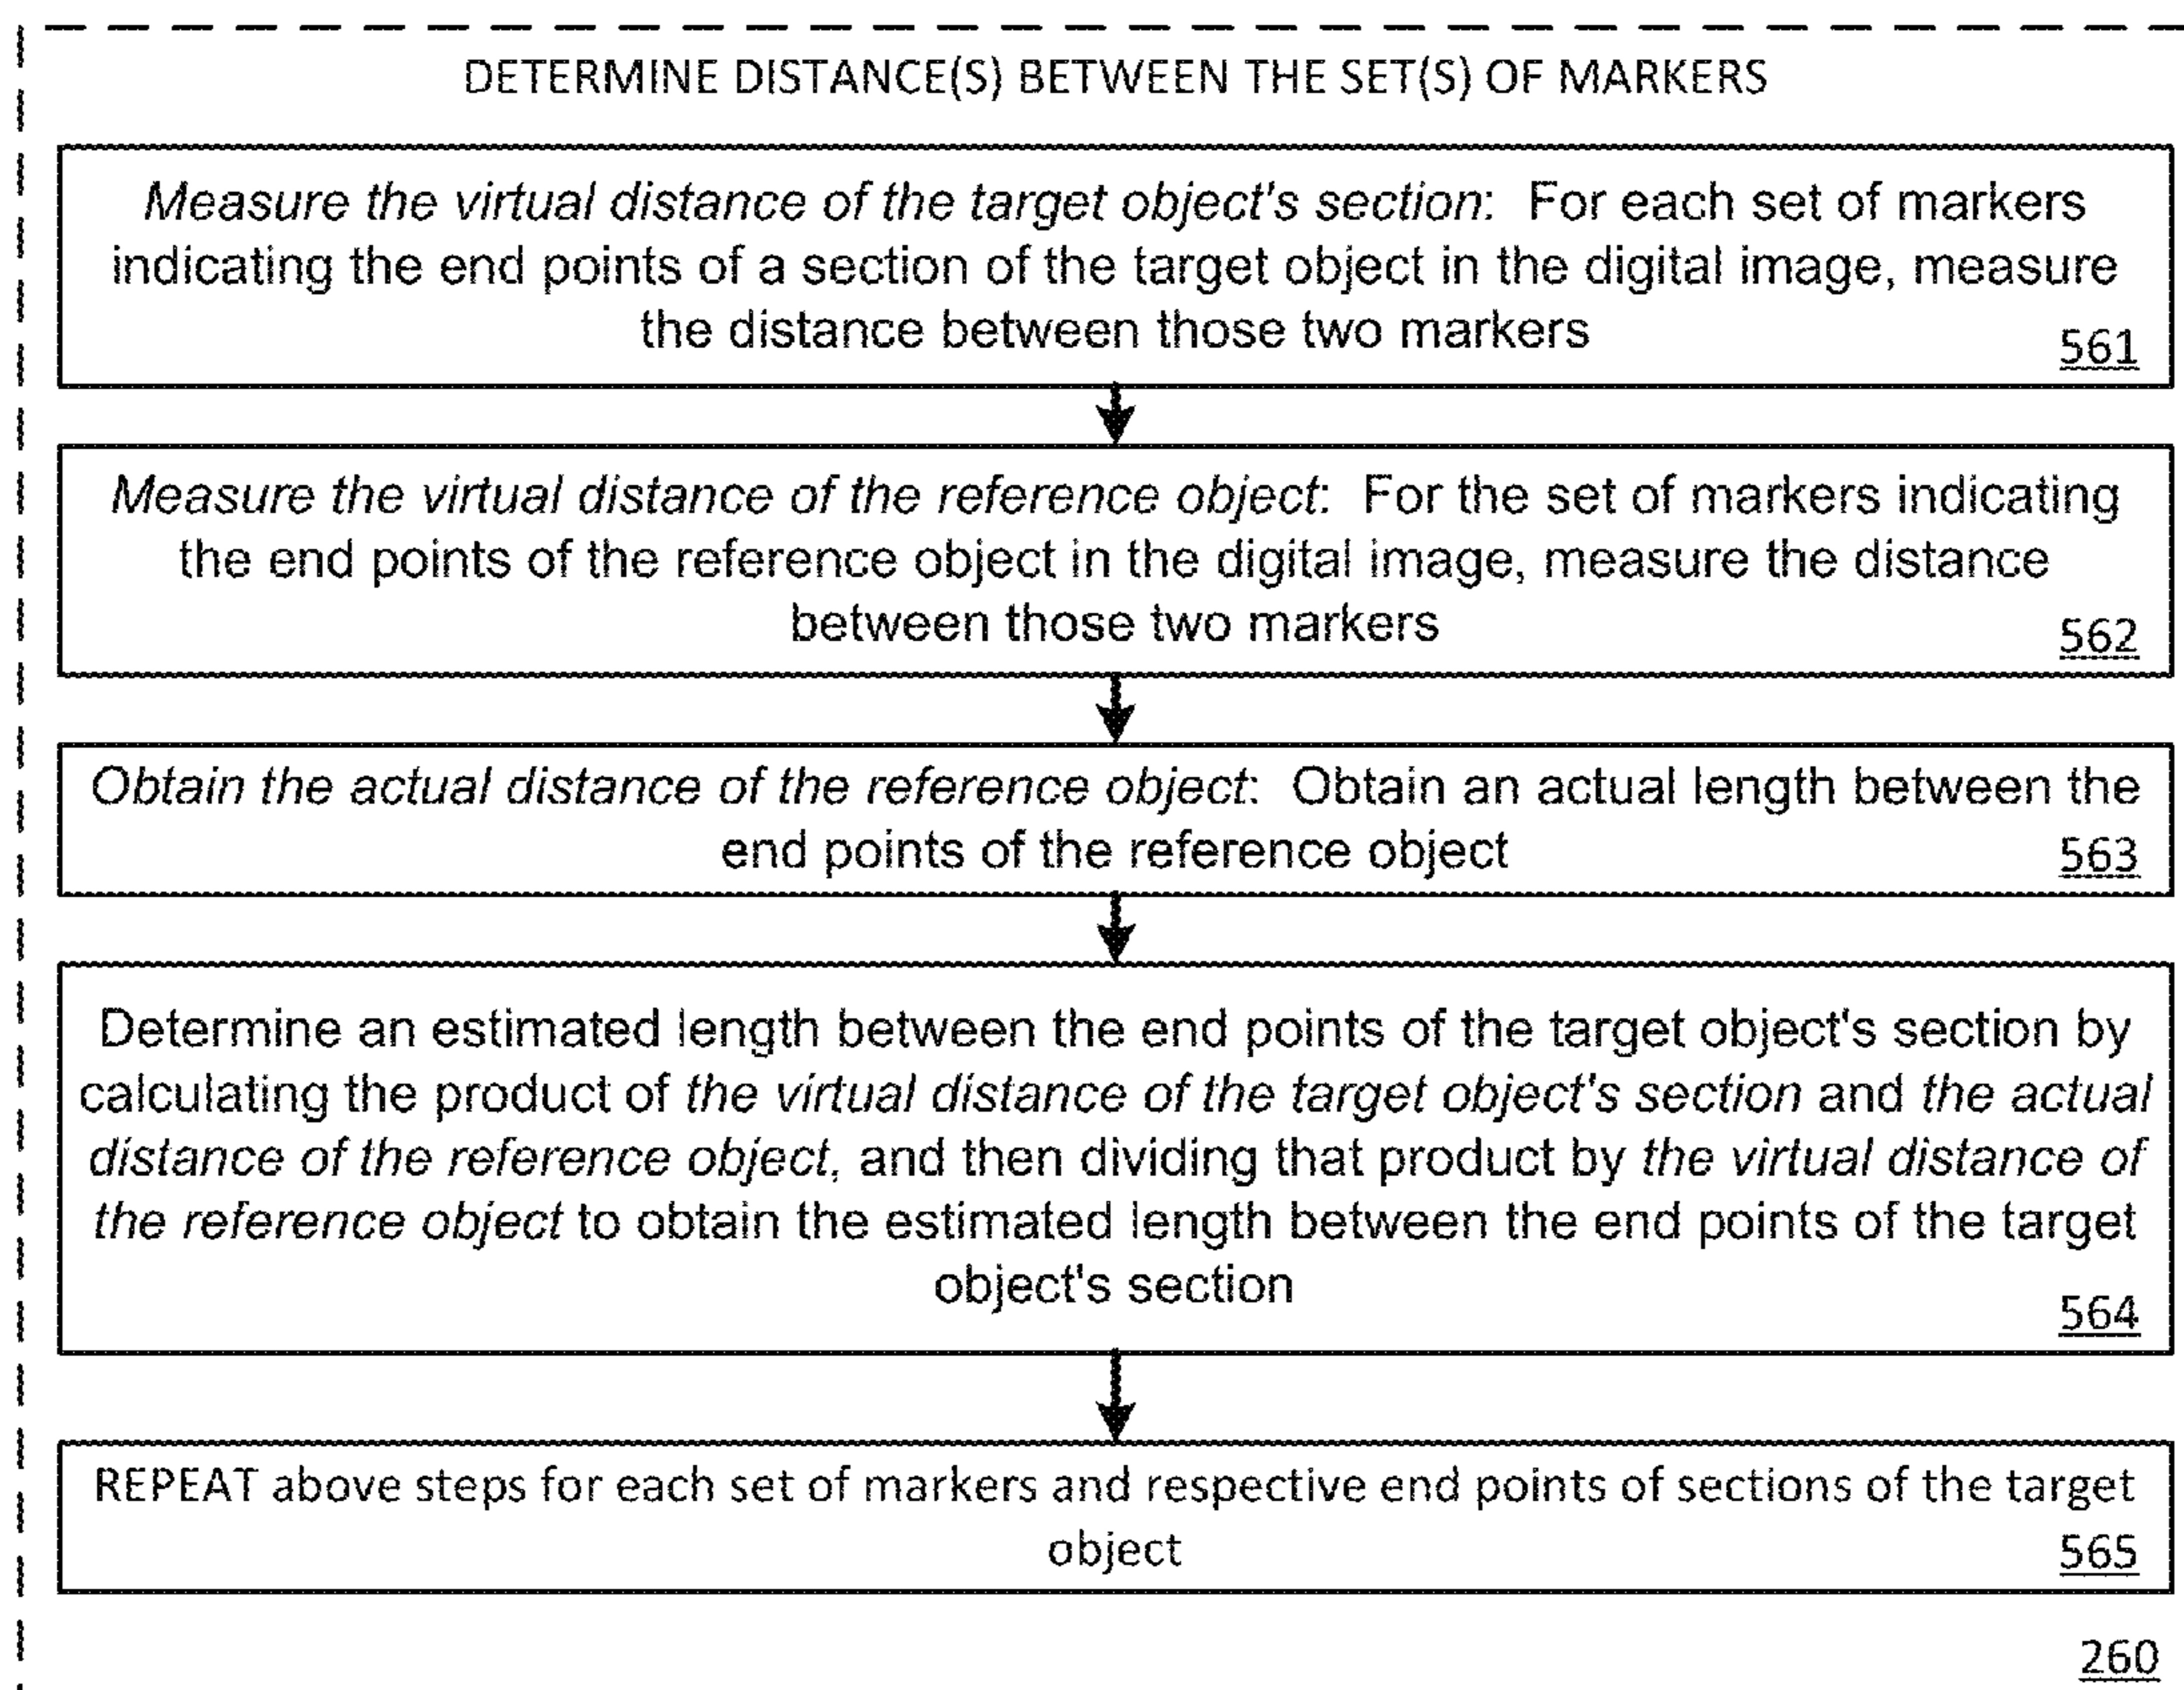 DETERMINE DISTANCE(S) BETWEEN THE SET(S) OF MARKERS
Measure the virtual distance of the target object's section: For each set of markers
indicating the end points of a section of the target object in the digital image, measure
the distance between those two markers
561
Measure the virtual distance of the reference object: For the set of markers indicating
the end points of the reference object in the digital image, measure the distance
between those two markers
562
Obtain the actual distance of the reference object: Obtain an actual length between the
end points of the reference object
563
Determine an estimated length between the end points of the target object's section by
calculating the product of the virtual distance of the target object's section and the actual
distance of the reference object, and then dividing that product by the virtual distance of
the reference object to obtain the estimated length between the end points of the target
object's section
564
REPEAT above steps for each set of markers and respective end points of sections of the target
object
565
260